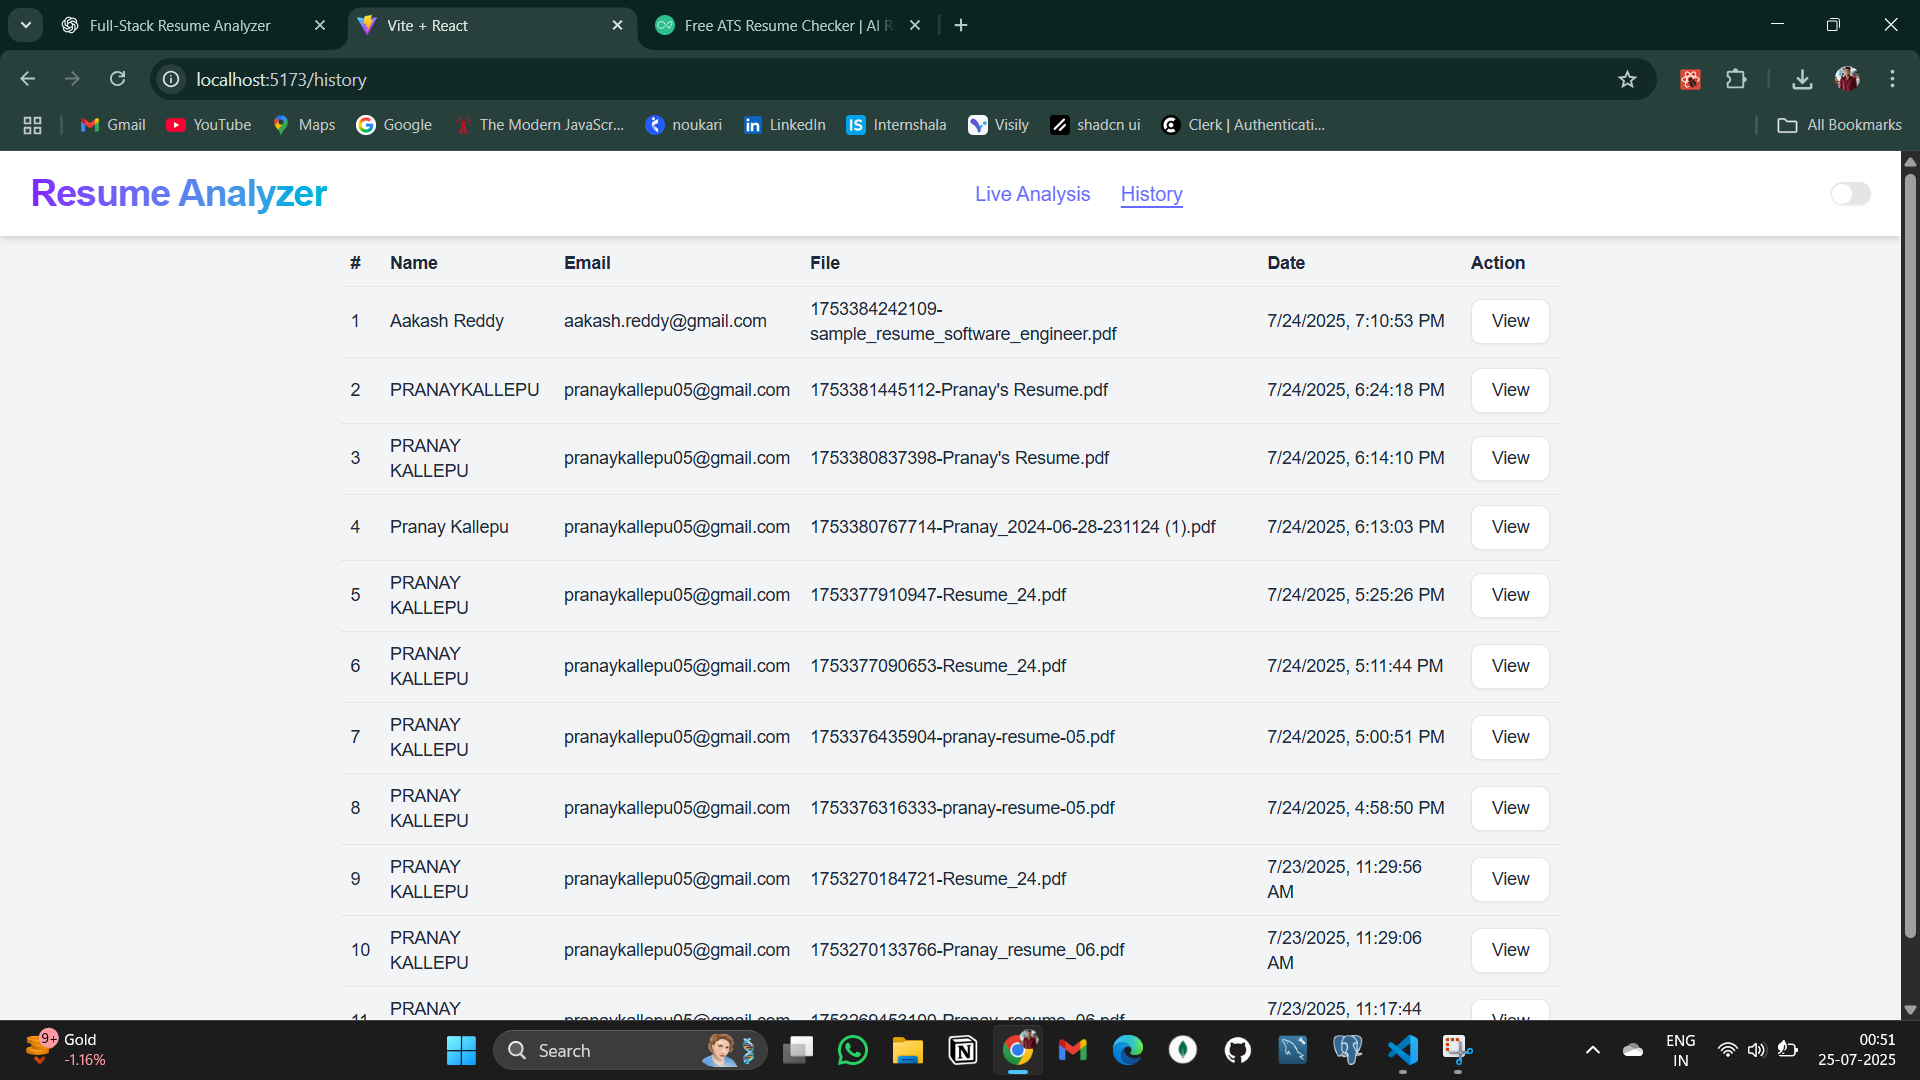 Full-Stack Resume Analyzer
Vite + React
Free ATS Resume Checker | AI R
localhost:5173/history
Gmail
YouTube
Maps
Google
The Modern JavaScr...
noukari
LinkedIn
Internshala
Visily
shadcn ui
Clerk | Authenticati...
All Bookmarks
Resume Analyzer
Live Analysis
History
# Name Email File Date Action
1 Aakash Reddy aakash.reddy@gmail.com 1753384242109-
sample_resume_software_engineer.pdf 7/24/2025, 7:10:53 PM View
2 PRANAYKALLEPU pranaykallepu05@gmail.com 1753381445112-Pranay's Resume.pdf 7/24/2025, 6:24:18 PM View
3 PRANAY
KALLEPU pranaykallepu05@gmail.com 1753380837398-Pranay's Resume.pdf 7/24/2025, 6:14:10 PM View
4 Pranay Kallepu pranaykallepu05@gmail.com 1753380767714-Pranay_2024-06-28-231124 (1).pdf 7/24/2025, 6:13:03 PM View
5 PRANAY
KALLEPU pranaykallepu05@gmail.com 1753377910947-Resume_24.pdf 7/24/2025, 5:25:26 PM View
6 PRANAY
KALLEPU pranaykallepu05@gmail.com 1753377090653-Resume_24.pdf 7/24/2025, 5:11:44 PM View
7 PRANAY
KALLEPU pranaykallepu05@gmail.com 1753376435904-pranay-resume-05.pdf 7/24/2025, 5:00:51 PM View
8 PRANAY
KALLEPU pranaykallepu05@gmail.com 1753376316333-pranay-resume-05.pdf 7/24/2025, 4:58:50 PM View
9 PRANAY
KALLEPU pranaykallepu05@gmail.com 1753270184721-Resume_24.pdf 7/23/2025, 11:29:56
AM View
10 PRANAY
KALLEPU pranaykallepu05@gmail.com 1753270133766-Pranay_resume_06.pdf 7/23/2025, 11:29:06
AM View
11 PRANAY pranaykallepu05@gmail.com 1753269453100-Pranay_resume_06.pdf 7/23/2025, 11:17:44 View
9+ Gold
-1.16%
Search
ENG
IN
00:51
25-07-2025